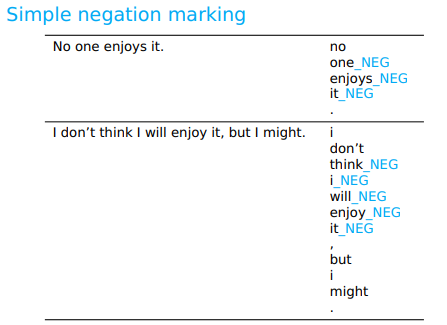 Simple negation marking
No one enjoys it.
no
one_NEG
enjoys_NEG
it_NEG
.
I don’t think I will enjoy it, but I might.
i
don’t
think_NEG
i_NEG
will_NEG
enjoy_NEG
it_NEG
,
but
i
might
.